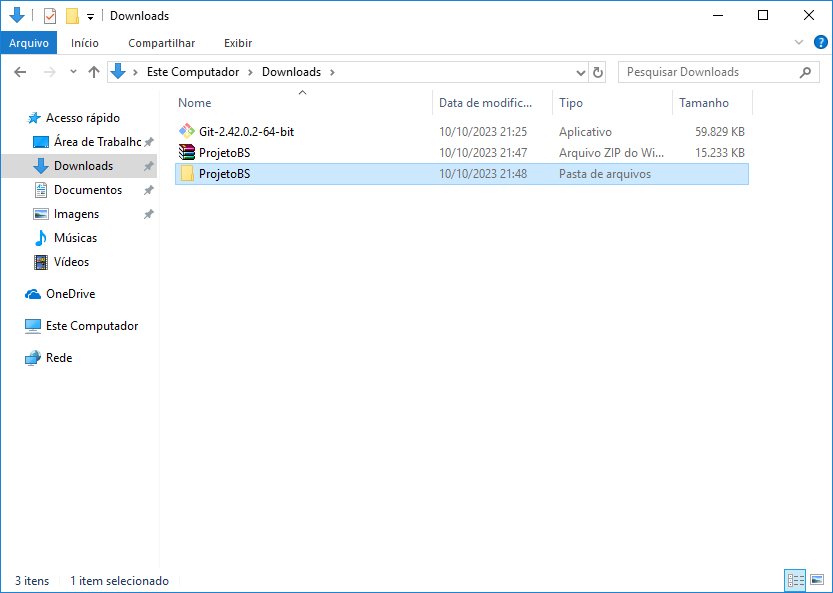 Downloads
Arquivo Início Compartilhar Exibir
Este Computador Downloads Pesquisar Downloads
Nome Data de modific... Tipo Tamanho
Acesso rápido
Área de Trabalho
Downloads
Documentos
Imagens
Músicas
Vídeos
OneDrive
Este Computador
Rede
Git-2.42.0.2-64-bit 10/10/2023 21:25 Aplicativo 59.829 KB
ProjetoBS 10/10/2023 21:47 Arquivo ZIP do Wi... 15.233 KB
ProjetoBS 10/10/2023 21:48 Pasta de arquivos
3 itens 1 item selecionado